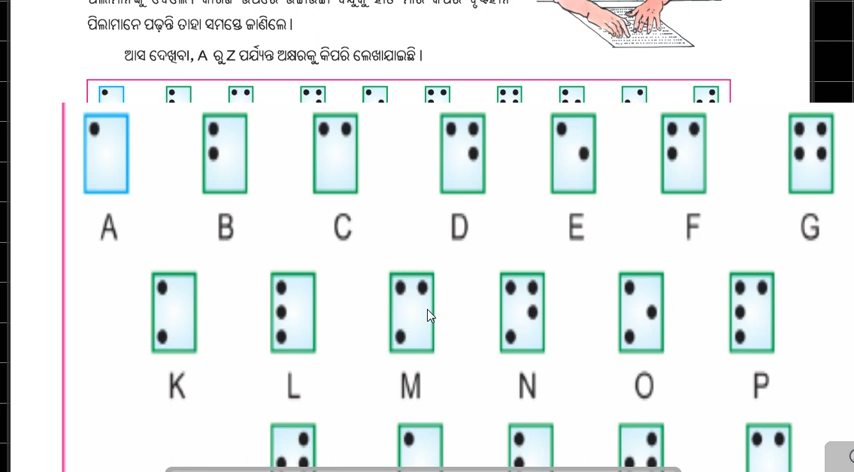 ପିଲାମାନେ ପଢ଼ନ୍ତି ତାହା ସମସ୍ତେ ଜାଣିଲେ।
ଆସ ଦେଖିବା, A ରୁ Z ପର୍ଯ୍ୟନ୍ତ ଅକ୍ଷରକୁ କିପରି ଲେଖାଯାଇଛି।
A B C D E F G
K L M N O P